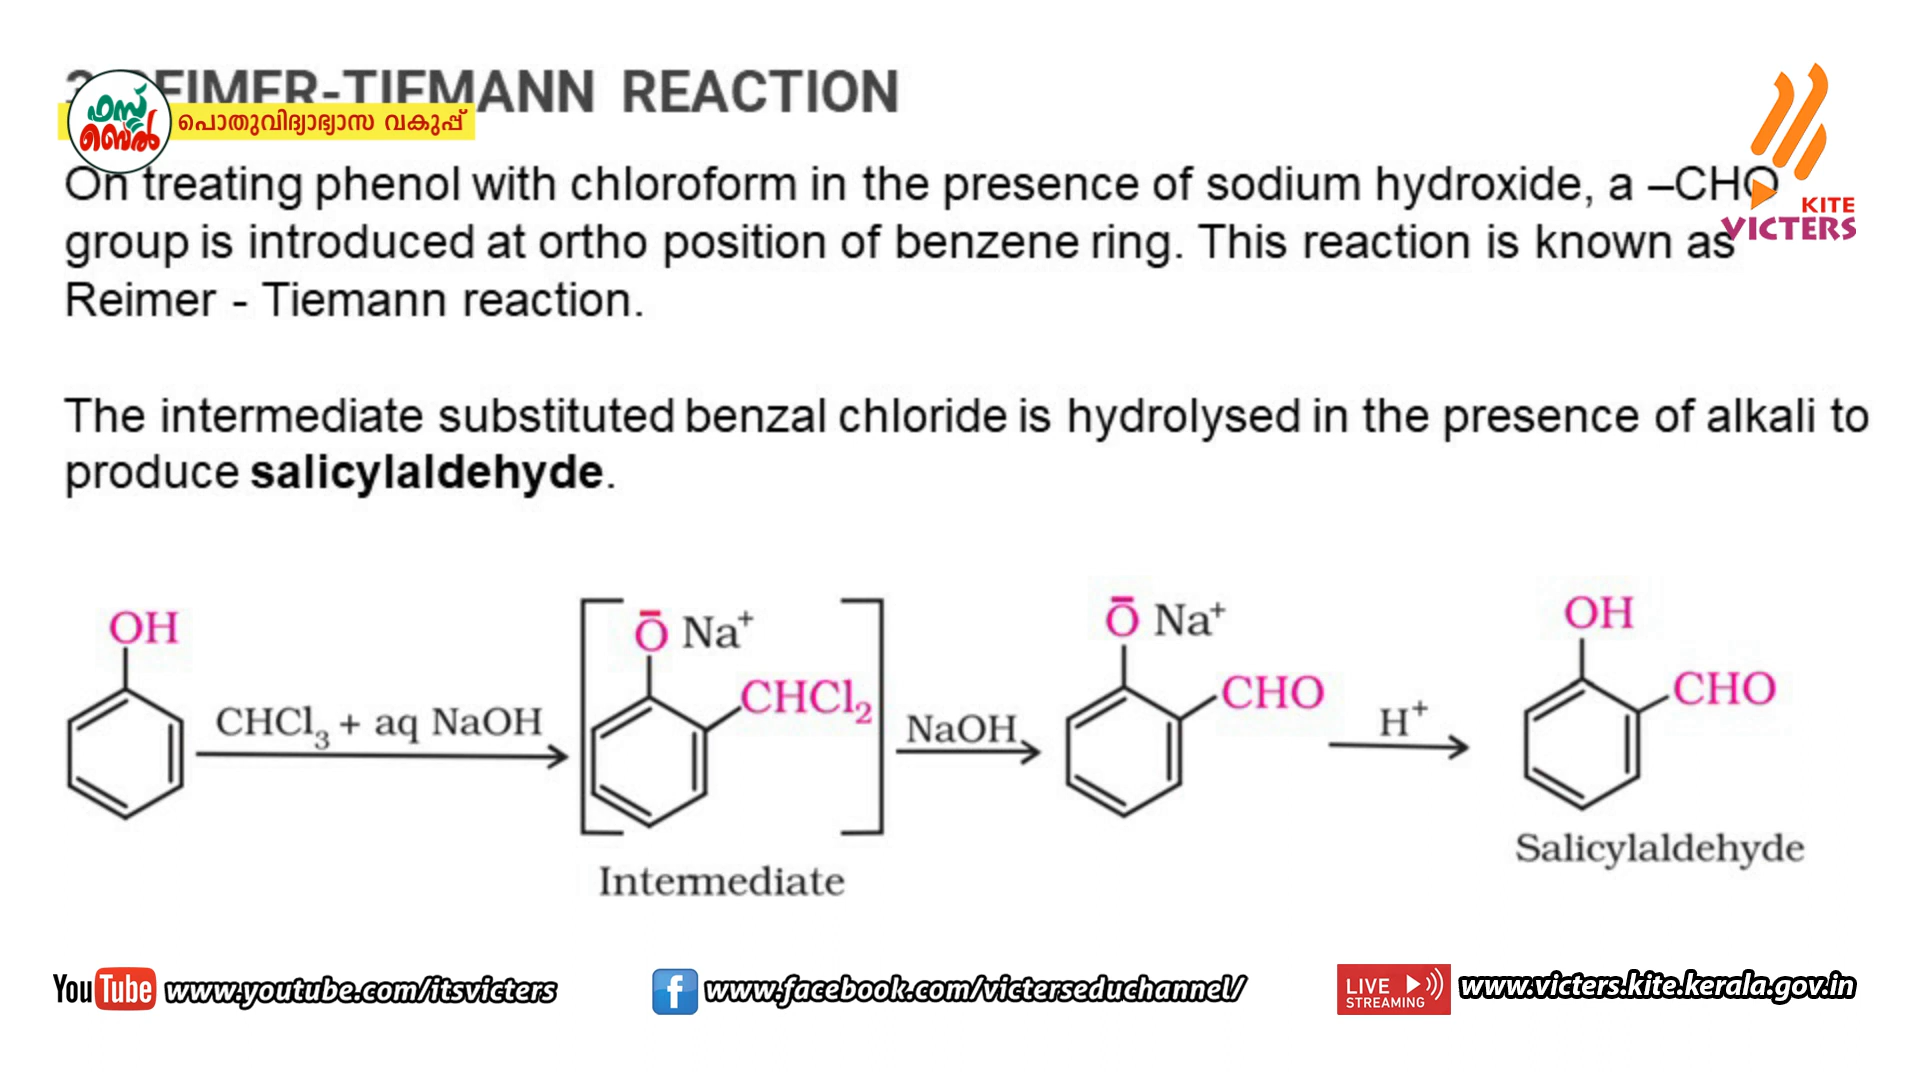 3.REIMER-TIEMANN REACTION
ഫസ്റ്റ്
ബെൽ
പൊതുവിദ്യാഭ്യാസ വകുപ്പ്
KITE
VICTERS
On treating phenol with chloroform in the presence of sodium hydroxide, a –CHO
group is introduced at ortho position of benzene ring. This reaction is known as
Reimer - Tiemann reaction.
The intermediate substituted benzal chloride is hydrolysed in the presence of alkali to
produce salicylaldehyde.
OH
CHCl₃ + aq NaOH
Ō Na⁺
CHCl₂
Intermediate
NaOH
Ō Na⁺
CHO
H⁺
OH
CHO
Salicylaldehyde
YouTube www.youtube.com/itsvicters
f www.facebook.com/victerseduchannel/
LIVE STREAMING www.victers.kite.kerala.gov.in